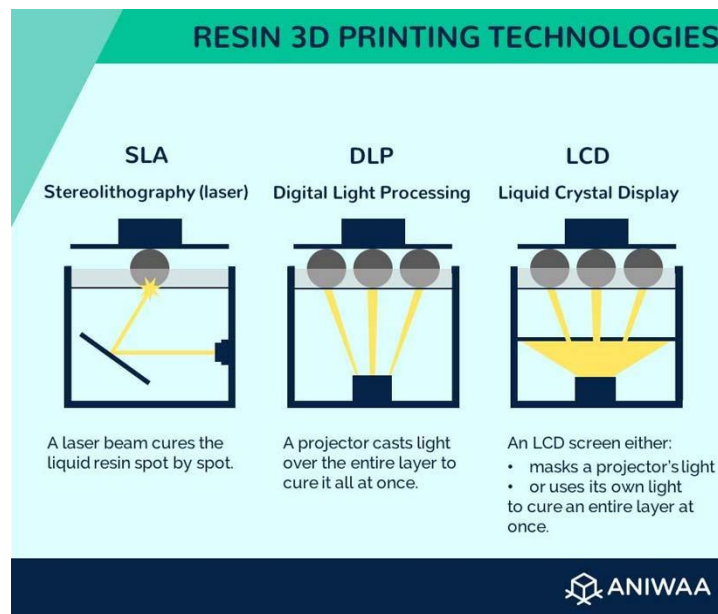 RESIN 3D PRINTING TECHNOLOGIES
SLA
Stereolithography (laser)
A laser beam cures the
liquid resin spot by spot.
DLP
Digital Light Processing
A projector casts light
over the entire layer to
cure it all at once.
LCD
Liquid Crystal Display
An LCD screen either:
• masks a projector's light
• or uses its own light
to cure an entire layer at
once.
ANIWAA